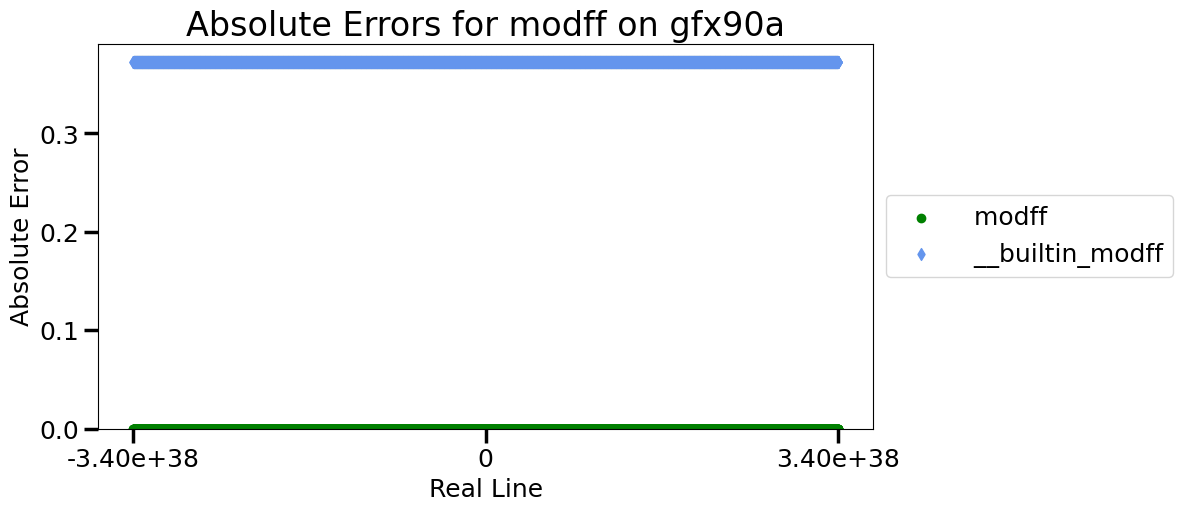 Absolute Errors for modff on gfx90a
Absolute Error
0.3
0.2
0.1
0.0
-3.40e+38
0
3.40e+38
Real Line
modff
__builtin_modff